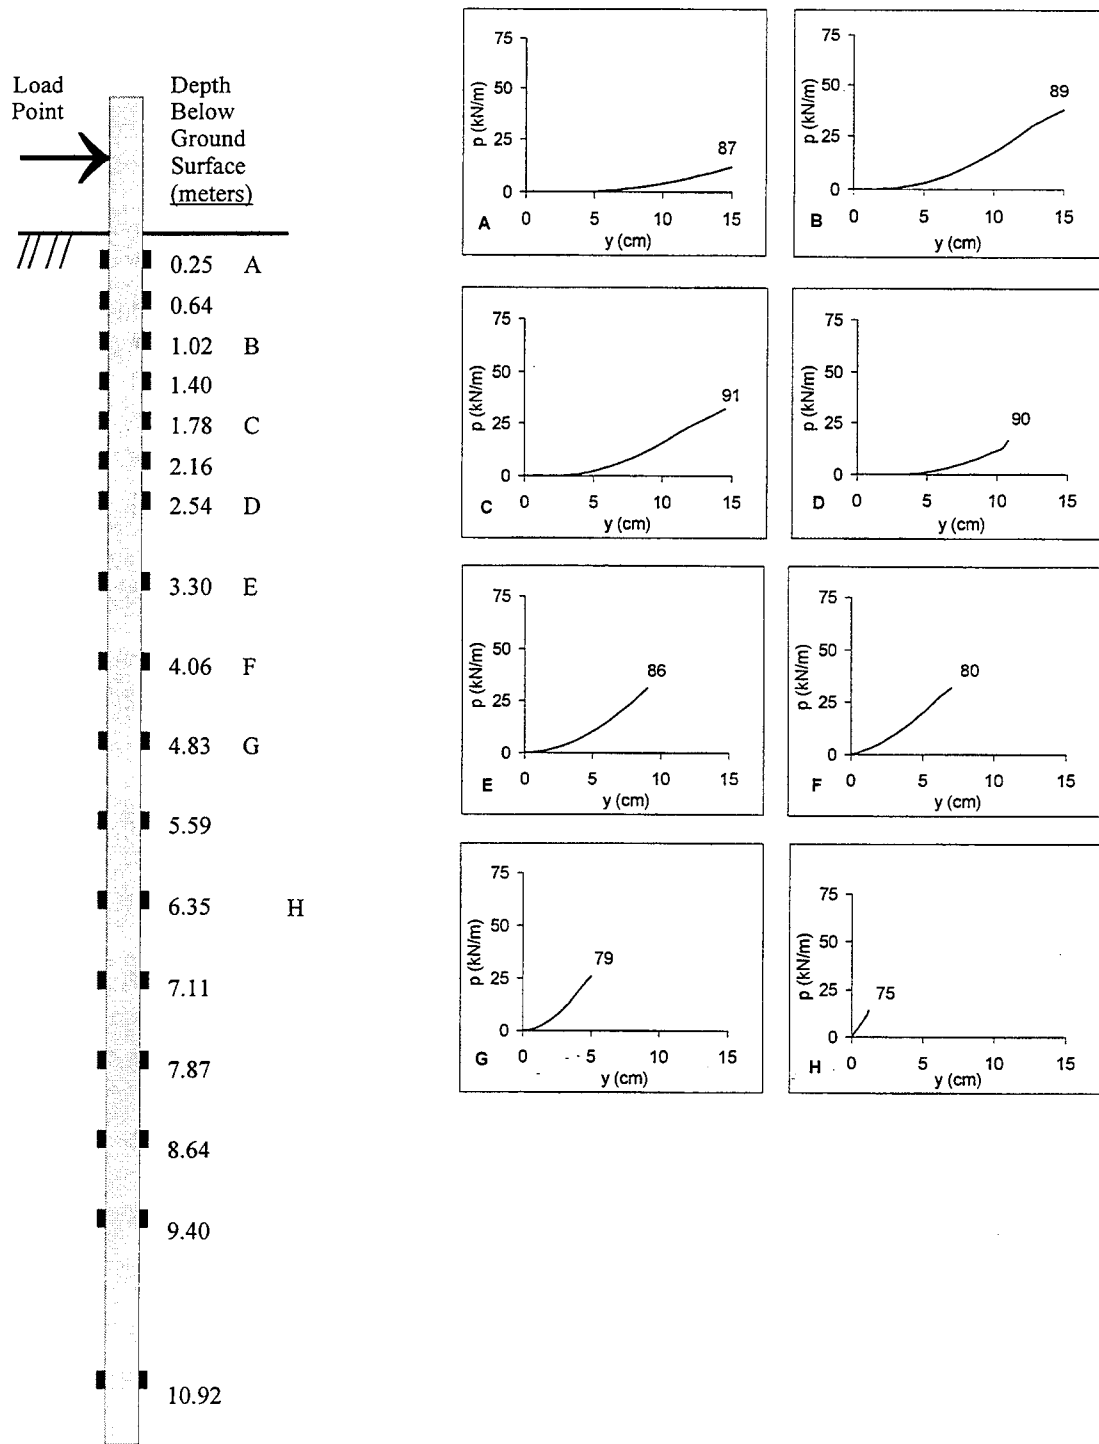 Load
Point
Depth
Below
Ground
Surface
(meters)
0.25 A
0.64
1.02 B
1.40
1.78 C
2.16
2.54 D
3.30 E
4.06 F
4.83 G
5.59
6.35 H
7.11
7.87
8.64
9.40
10.92
75
50
25
0
p (kN/m)
87
0 5 10 15
y (cm)
A
75
50
25
0
p (kN/m)
89
0 5 10 15
y (cm)
B
75
50
25
0
p (kN/m)
91
0 5 10 15
y (cm)
C
75
50
25
0
p (kN/m)
90
0 5 10 15
y (cm)
D
75
50
25
0
p (kN/m)
86
0 5 10 15
y (cm)
E
75
50
25
0
p (kN/m)
80
0 5 10 15
y (cm)
F
75
50
25
0
p (kN/m)
79
0 5 10 15
y (cm)
G
75
50
25
0
p (kN/m)
75
0 5 10 15
y (cm)
H